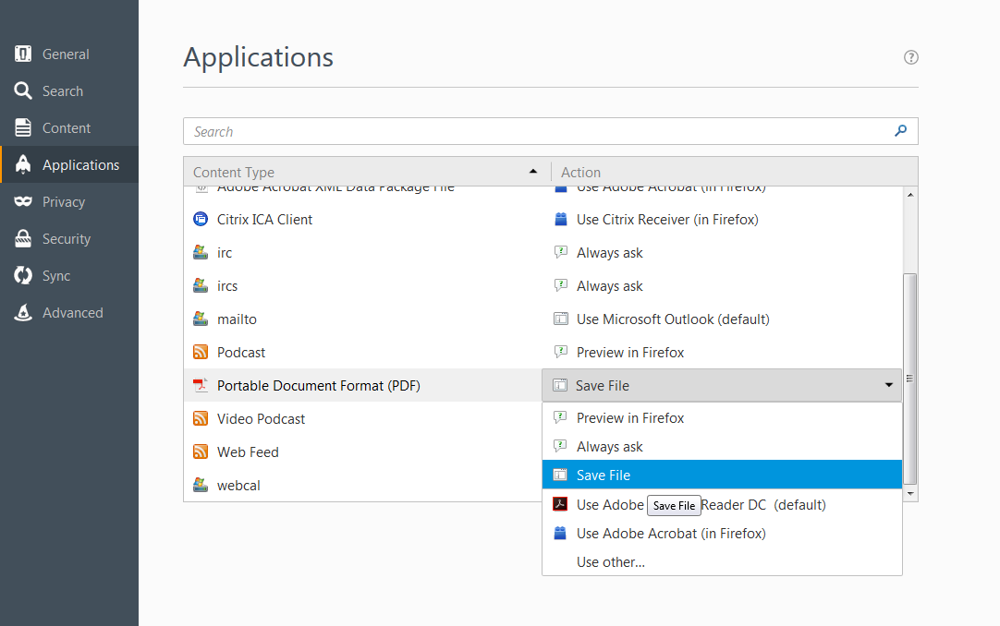 General
Search
Content
Applications
Privacy
Security
Sync
Advanced
Applications
?
Search
Content Type Action
Adobe Acrobat XML Data Package File Use Adobe Acrobat (in Firefox)
Citrix ICA Client Use Citrix Receiver (in Firefox)
irc Always ask
ircs Always ask
mailto Use Microsoft Outlook (default)
Podcast Preview in Firefox
Portable Document Format (PDF) Save File
Video Podcast
Web Feed
webcal
Preview in Firefox
Always ask
Save File
Use Adobe Reader DC (default)
Save File
Use Adobe Acrobat (in Firefox)
Use other...